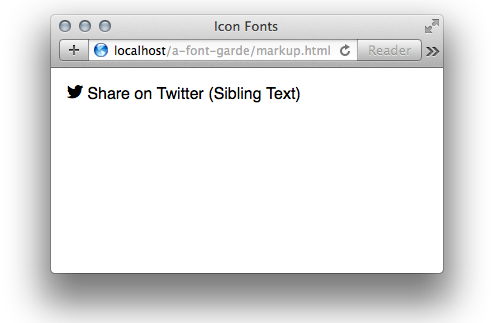 Icon Fonts
localhost/a-font-garde/markup.html Reader
Share on Twitter (Sibling Text)